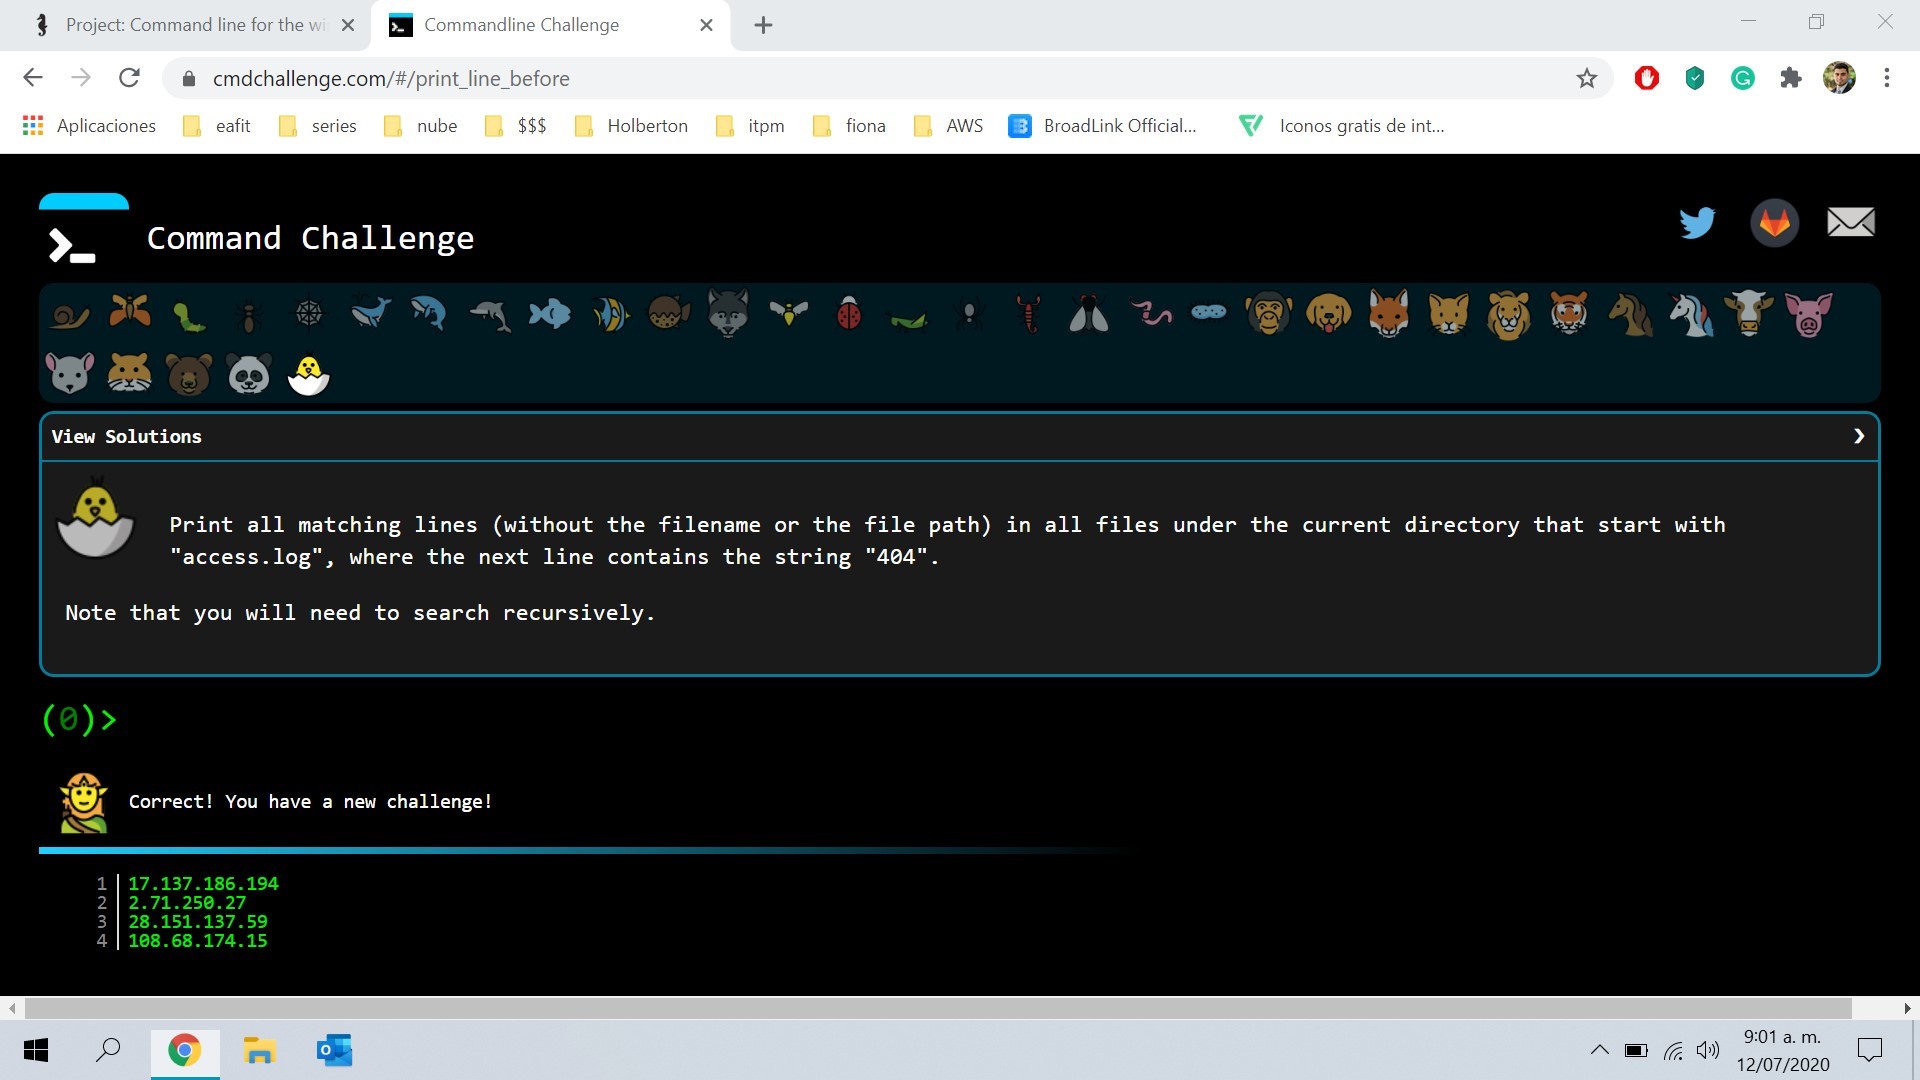 Project: Command line for the wi
Commandline Challenge
cmdchallenge.com/#/print_line_before
Aplicaciones
eafit
series
nube
$$$
Holberton
itpm
fiona
AWS
BroadLink Official...
Iconos gratis de int...
Command Challenge
View Solutions
Print all matching lines (without the filename or the file path) in all files under the current directory that start with
"access.log", where the next line contains the string "404".
Note that you will need to search recursively.
(0)>
Correct! You have a new challenge!
1 17.137.186.194
2 2.71.250.27
3 28.151.137.59
4 108.68.174.15
9:01 a. m.
12/07/2020